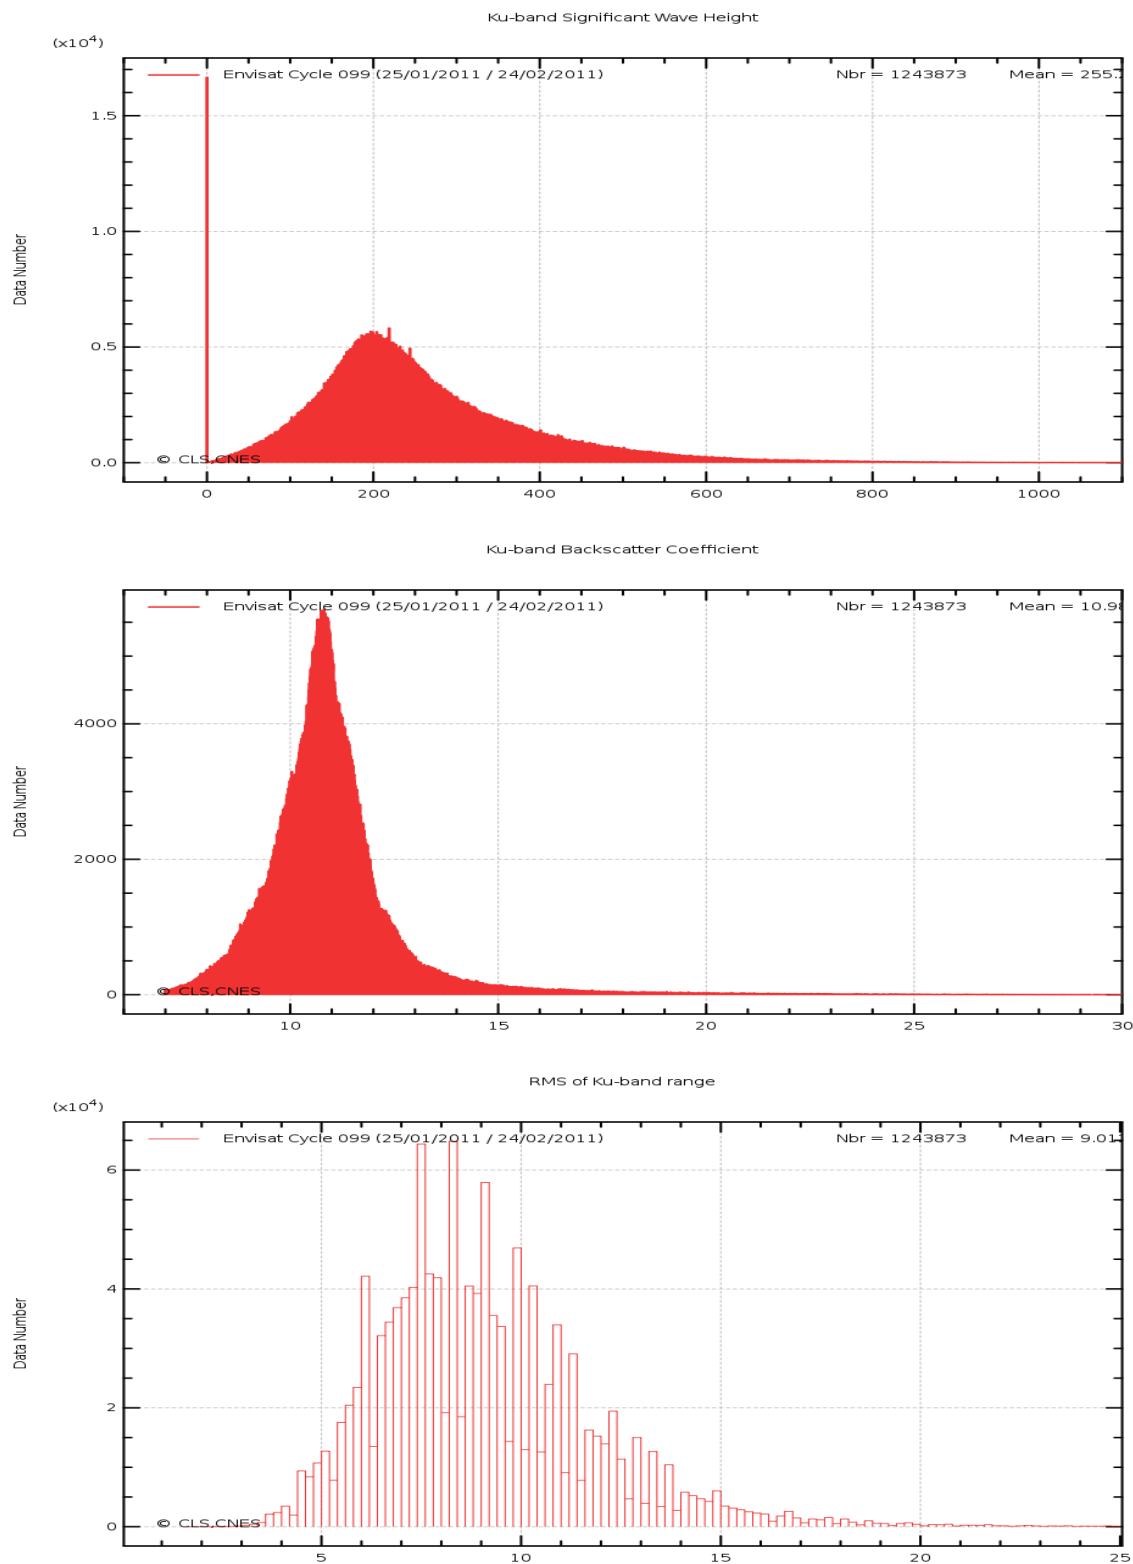 Ku-band Significant Wave Height
(x10⁴)
Envisat Cycle 099 (25/01/2011 / 24/02/2011) Nbr = 1243873 Mean = 255.
1.5
1.0
0.5
0.0
Data Number
© CLS,CNES
0 200 400 600 800 1000
Ku-band Backscatter Coefficient
Envisat Cycle 099 (25/01/2011 / 24/02/2011) Nbr = 1243873 Mean = 10.98
4000
2000
0
Data Number
© CLS,CNES
10 15 20 25 30
RMS of Ku-band range
(x10⁴)
Envisat Cycle 099 (25/01/2011 / 24/02/2011) Nbr = 1243873 Mean = 9.01
6
4
2
0
Data Number
© CLS,CNES
5 10 15 20 25